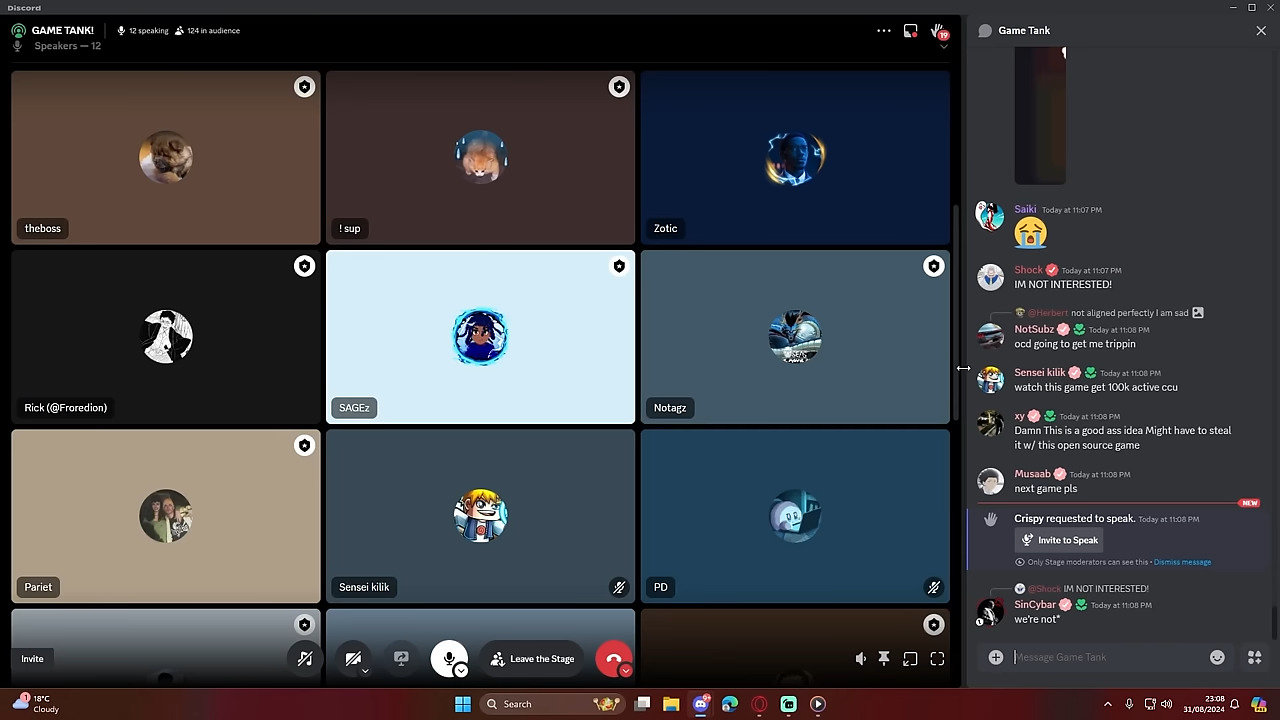 Discord
GAME TANK!
12 speaking
124 in audience
19
Speakers — 12
theboss
! sup
Zotic
Rick (@Froredion)
SAGEz
Notagz
Pariet
Sensei kilik
PD
Invite
Leave the Stage
Game Tank
Saiki Today at 11:07 PM
Shock Today at 11:07 PM
IM NOT INTERESTED!
@Herbert not aligned perfectly I am sad
NotSubz Today at 11:08 PM
ocd going to get me trippin
Sensei kilik Today at 11:08 PM
watch this game get 100k active ccu
xy Today at 11:08 PM
Damn This is a good ass idea Might have to steal
it w/ this open source game
Musaab Today at 11:08 PM
next game pls
NEW
Crispy requested to speak. Today at 11:08 PM
Invite to Speak
Only Stage moderators can see this • Dismiss message
@Shock IM NOT INTERESTED!
SinCybar Today at 11:08 PM
we're not*
Message Game Tank
1
18°C
Cloudy
Search
23:08
31/08/2024